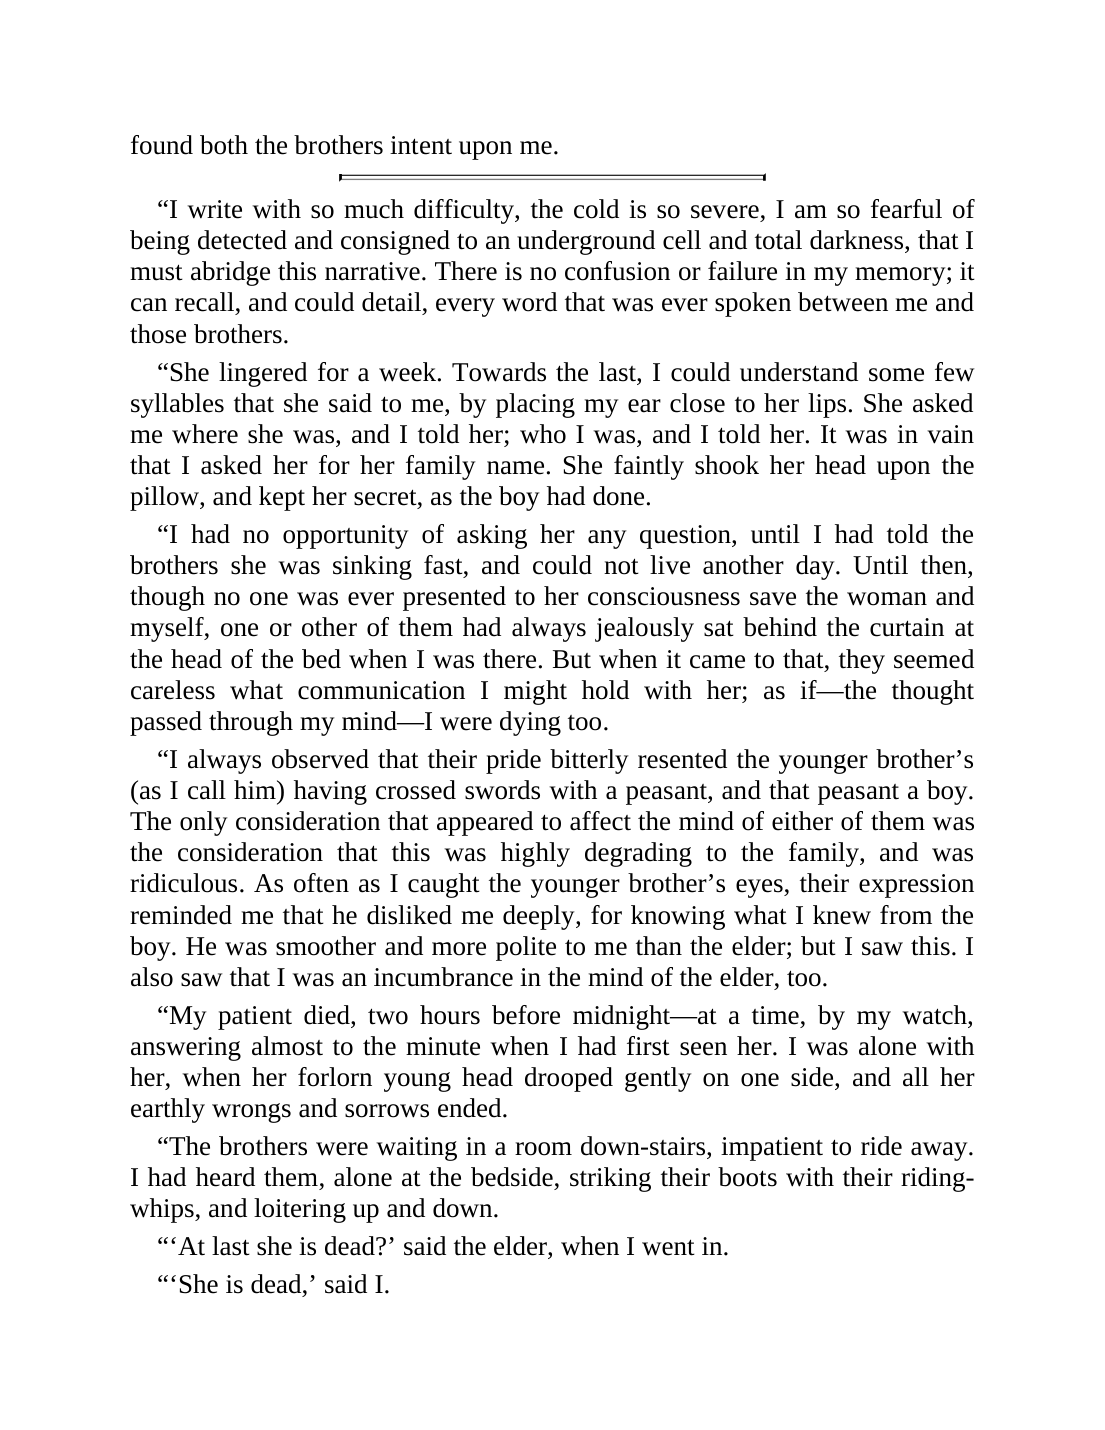 found both the brothers intent upon me.
“I write with so much difficulty, the cold is so severe, I am so fearful of
being detected and consigned to an underground cell and total darkness, that I
must abridge this narrative. There is no confusion or failure in my memory; it
can recall, and could detail, every word that was ever spoken between me and
those brothers.
“She lingered for a week. Towards the last, I could understand some few
syllables that she said to me, by placing my ear close to her lips. She asked
me where she was, and I told her; who I was, and I told her. It was in vain
that I asked her for her family name. She faintly shook her head upon the
pillow, and kept her secret, as the boy had done.
“I had no opportunity of asking her any question, until I had told the
brothers she was sinking fast, and could not live another day. Until then,
though no one was ever presented to her consciousness save the woman and
myself, one or other of them had always jealously sat behind the curtain at
the head of the bed when I was there. But when it came to that, they seemed
careless what communication I might hold with her; as if—the thought
passed through my mind—I were dying too.
“I always observed that their pride bitterly resented the younger brother’s
(as I call him) having crossed swords with a peasant, and that peasant a boy.
The only consideration that appeared to affect the mind of either of them was
the consideration that this was highly degrading to the family, and was
ridiculous. As often as I caught the younger brother’s eyes, their expression
reminded me that he disliked me deeply, for knowing what I knew from the
boy. He was smoother and more polite to me than the elder; but I saw this. I
also saw that I was an incumbrance in the mind of the elder, too.
“My patient died, two hours before midnight—at a time, by my watch,
answering almost to the minute when I had first seen her. I was alone with
her, when her forlorn young head drooped gently on one side, and all her
earthly wrongs and sorrows ended.
“The brothers were waiting in a room down-stairs, impatient to ride away.
I had heard them, alone at the bedside, striking their boots with their riding-
whips, and loitering up and down.
“‘At last she is dead?’ said the elder, when I went in.
“‘She is dead,’ said I.